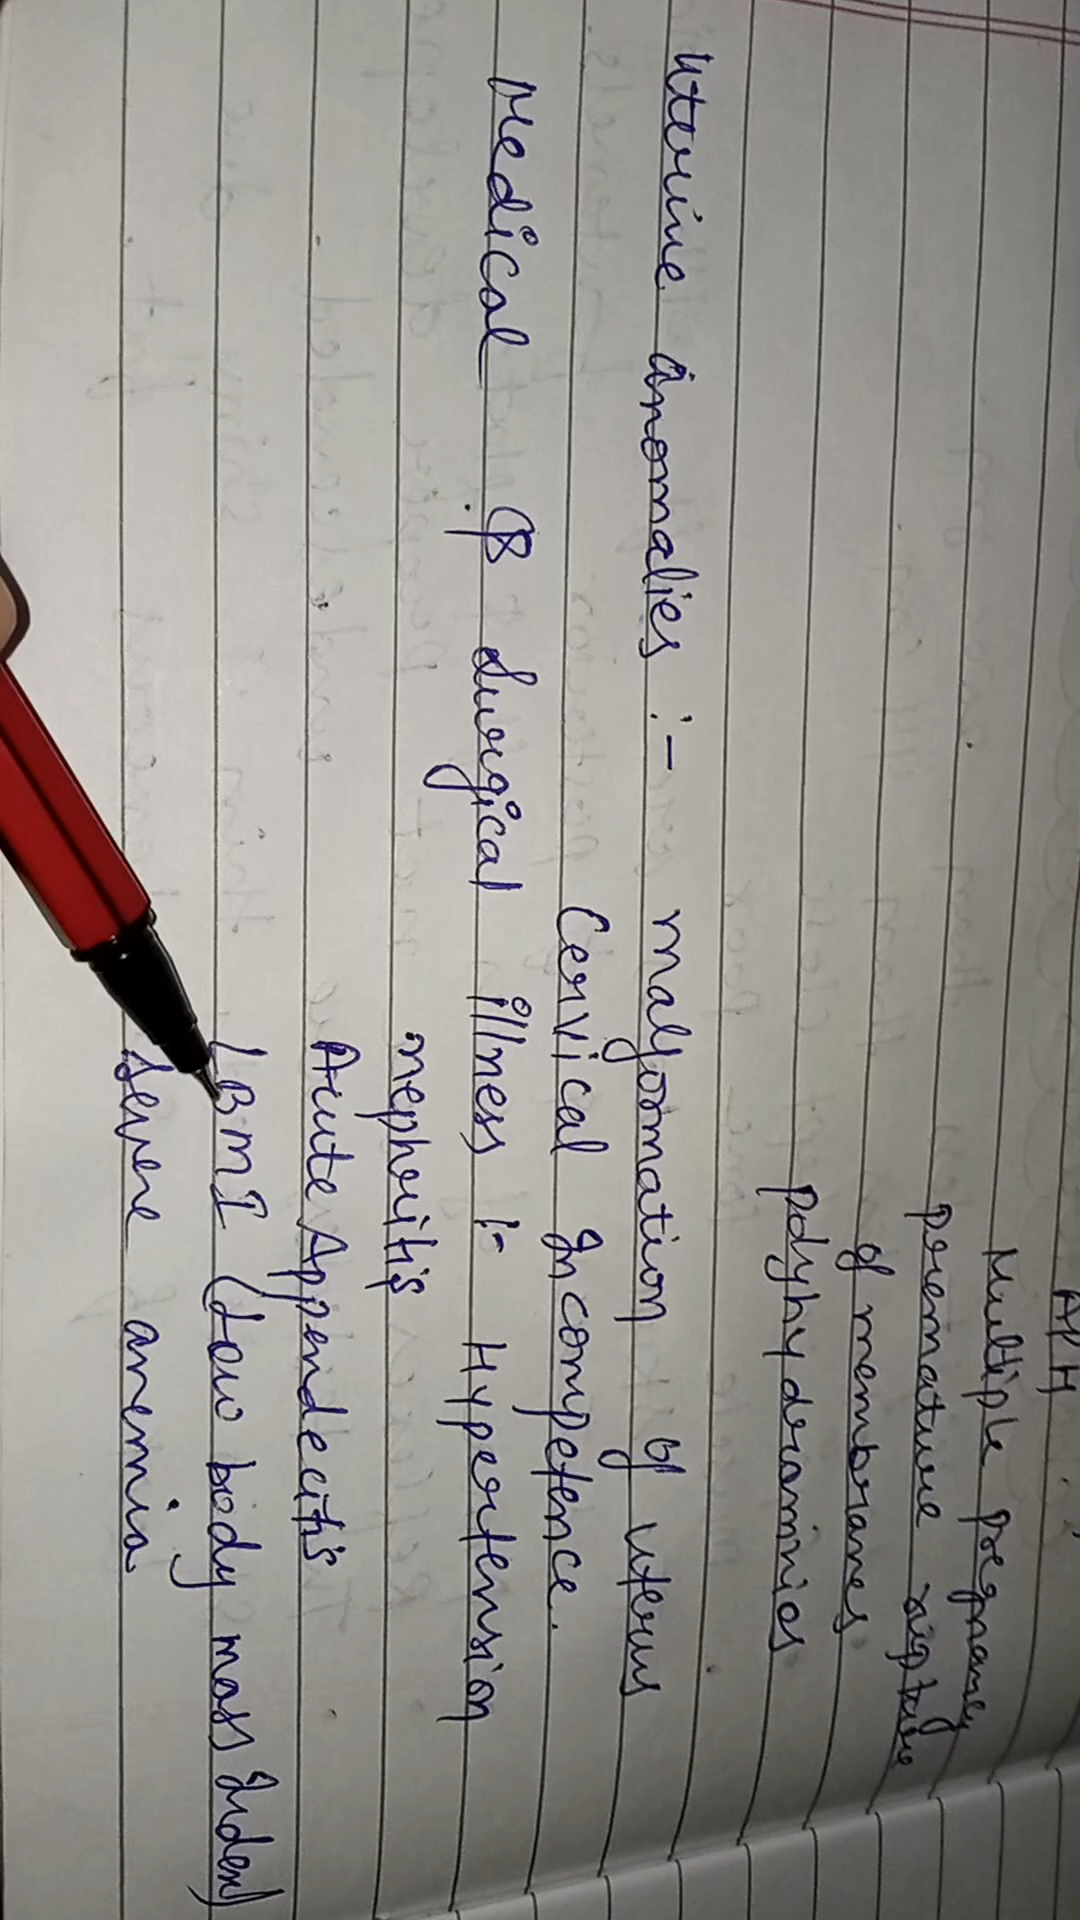 APH
Multiple pregnancy
premature rupture
of membranes
polyhydramnios
Uterine anomalies :- malformation of uterus
Cervical Incompetence.
Medical & Surgical illness :- Hypertension
nephritis
Acute Appendecitis
BMI (Low body mass Index)
Severe anemia